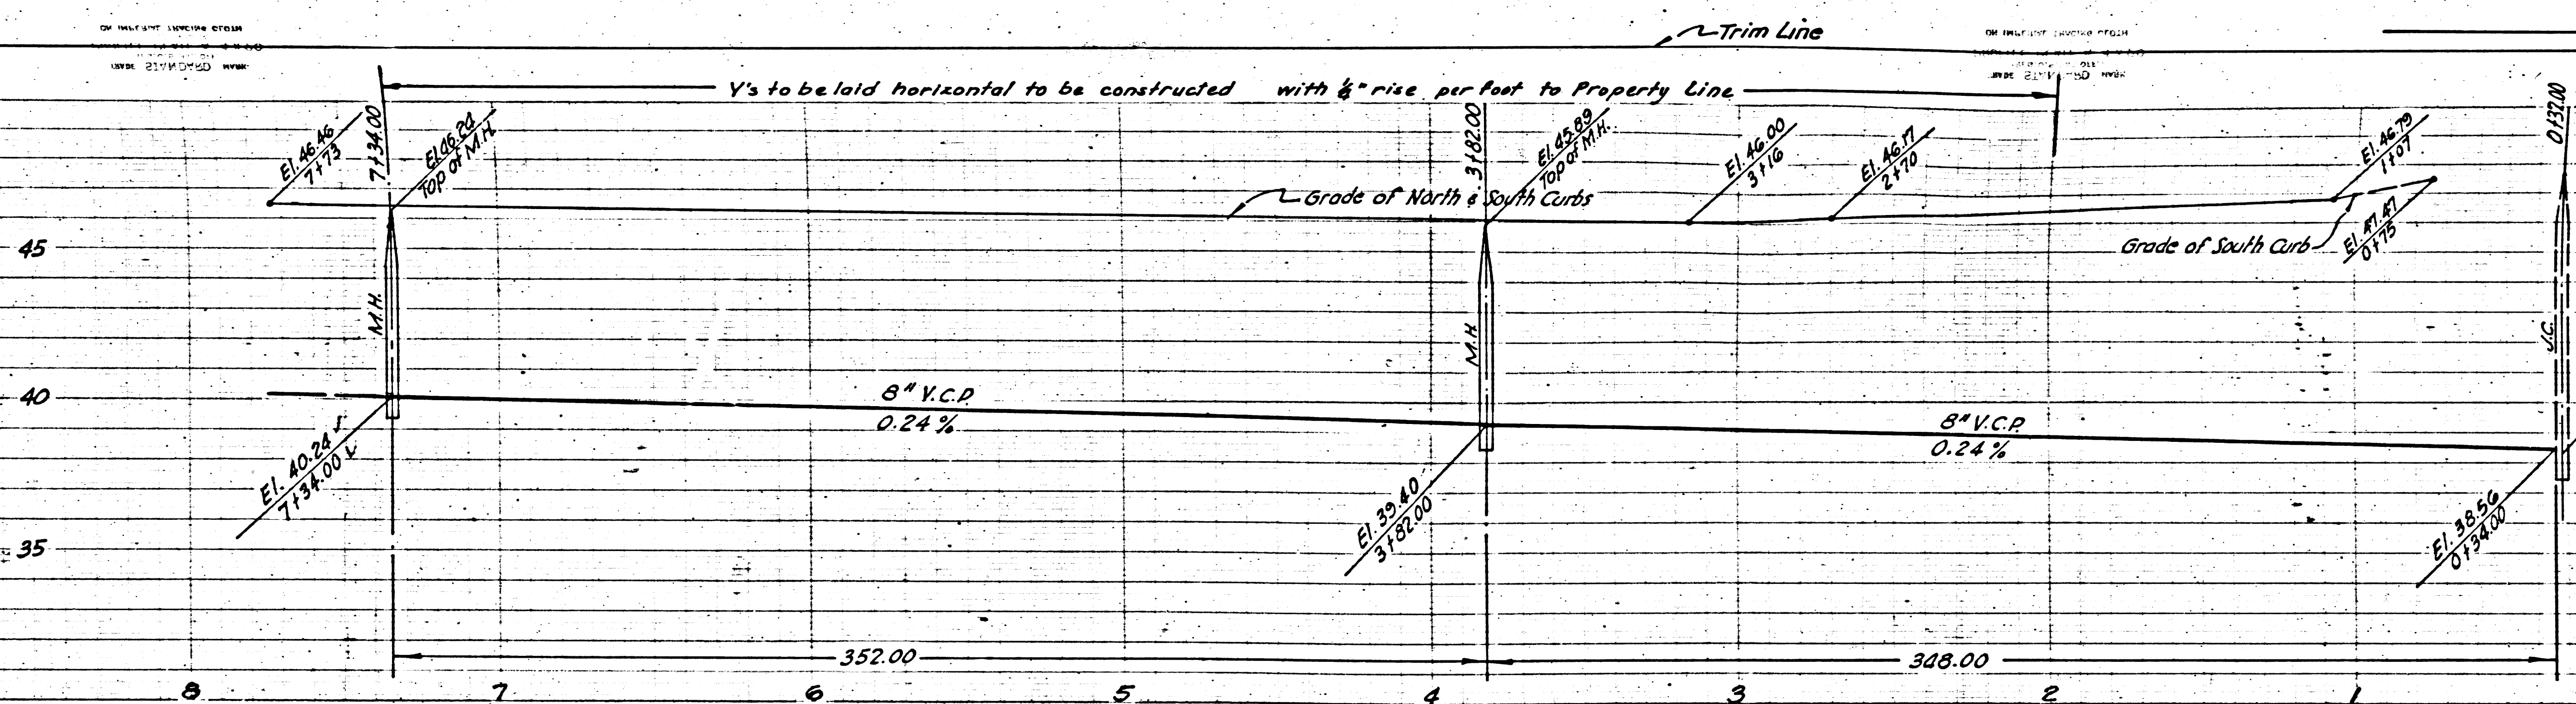 Trim Line
Y's to be laid horizontal to be constructed with ¼" rise per foot to Property Line
El. 46.46
7+73
7+34.00
El. 46.24
Top of M.H.
3+82.00
El. 45.89
Top of M.H.
El. 46.00
3+16
El. 46.17
2+70
El. 46.79
1+07
0+32.00
Grade of North & South Curbs
45
Grade of South Curb
El. 47.47
0+75
M.H.
M.H.
J.C.
40
8" V.C.P.
0.24 %
8" V.C.P.
0.24 %
El. 40.24
7+34.00
El. 39.40
3+82.00
El. 38.56
0+34.00
35
352.00
348.00
8 7 6 5 4 3 2 1